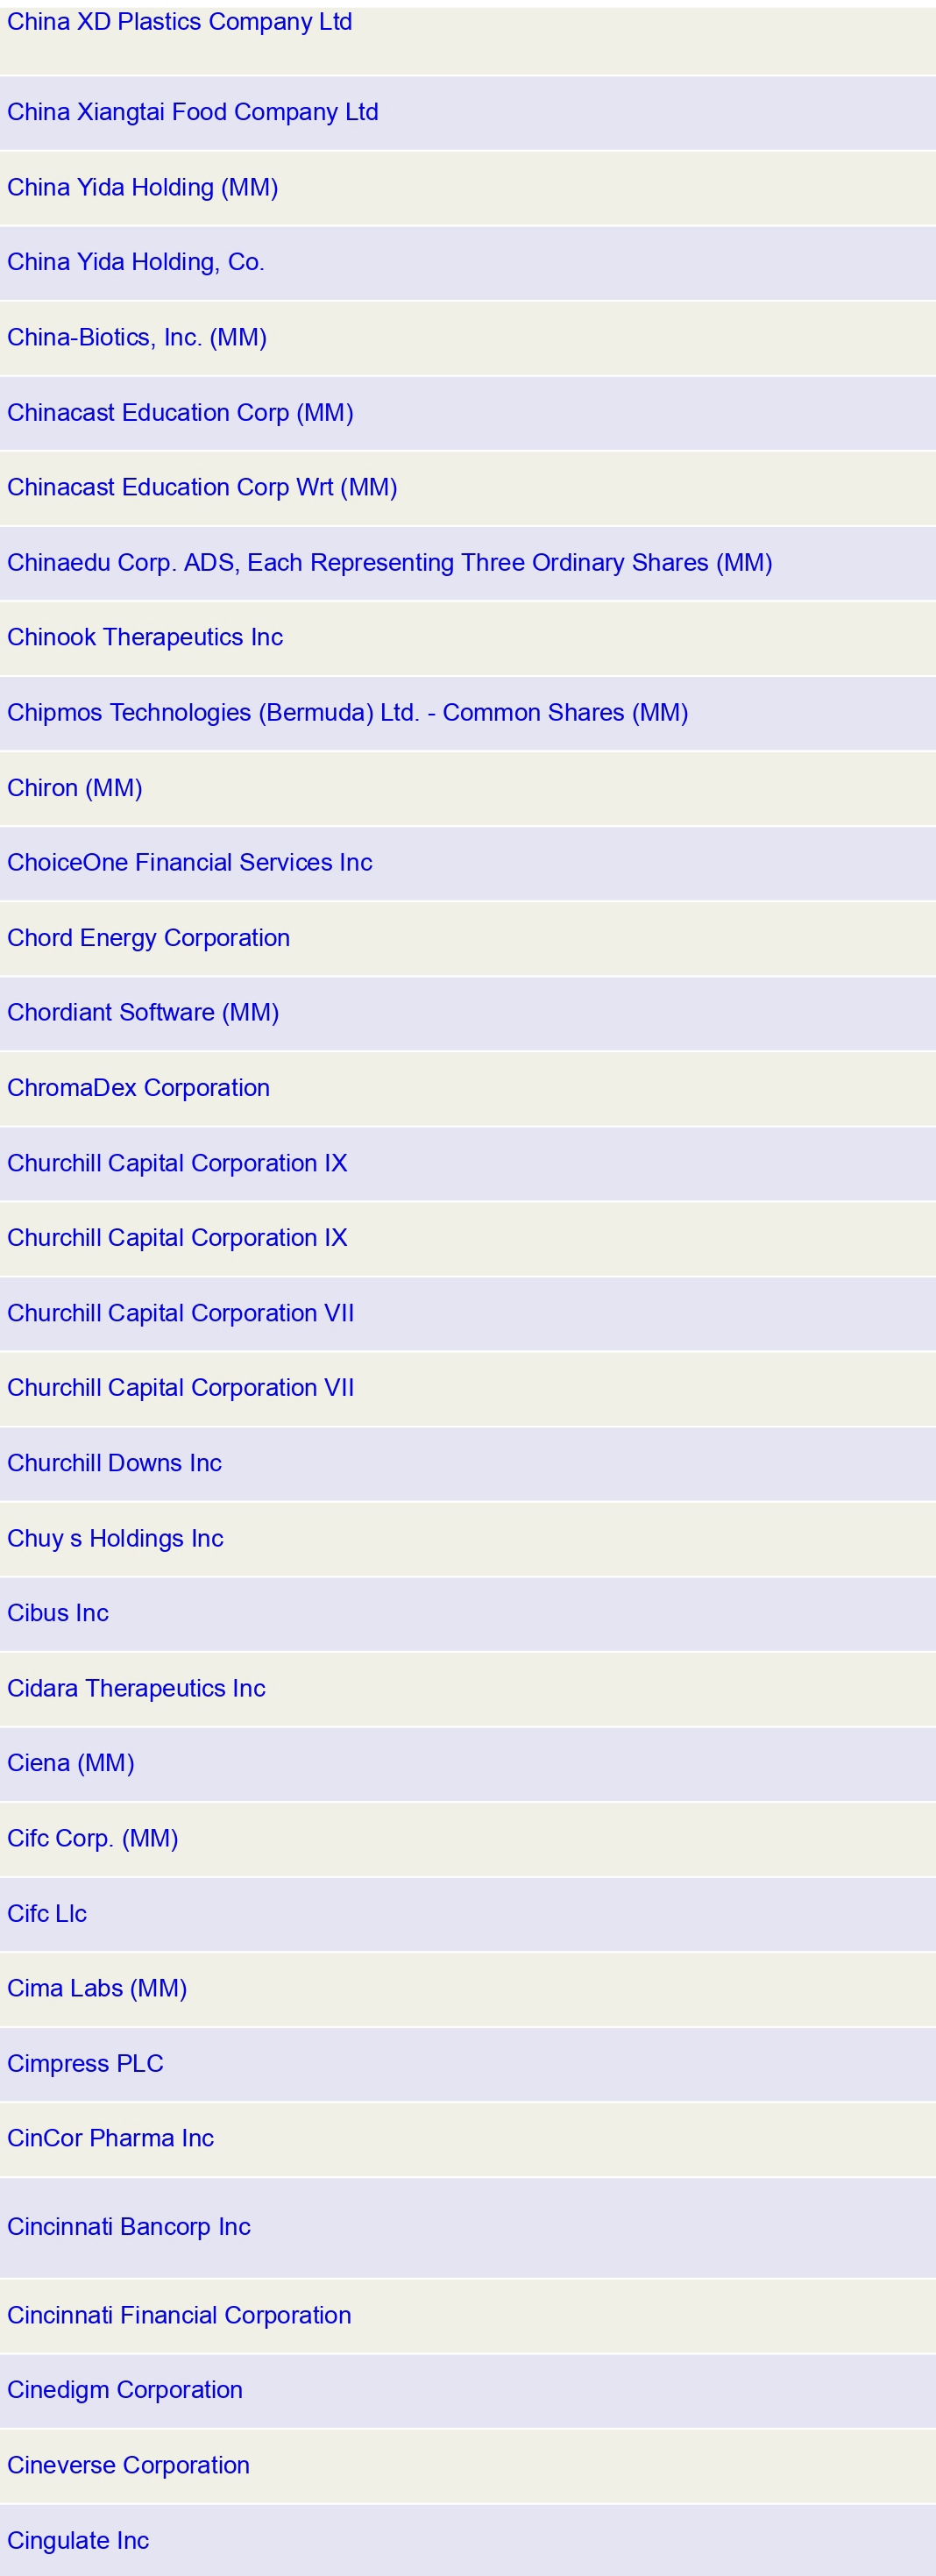 China XD Plastics Company Ltd
China Xiangtai Food Company Ltd
China Yida Holding (MM)
China Yida Holding, Co.
China-Biotics, Inc. (MM)
Chinacast Education Corp (MM)
Chinacast Education Corp Wrt (MM)
Chinaedu Corp. ADS, Each Representing Three Ordinary Shares (MM)
Chinook Therapeutics Inc
Chipmos Technologies (Bermuda) Ltd. - Common Shares (MM)
Chiron (MM)
ChoiceOne Financial Services Inc
Chord Energy Corporation
Chordiant Software (MM)
ChromaDex Corporation
Churchill Capital Corporation IX
Churchill Capital Corporation IX
Churchill Capital Corporation VII
Churchill Capital Corporation VII
Churchill Downs Inc
Chuy s Holdings Inc
Cibus Inc
Cidara Therapeutics Inc
Ciena (MM)
Cifc Corp. (MM)
Cifc Llc
Cima Labs (MM)
Cimpress PLC
CinCor Pharma Inc
Cincinnati Bancorp Inc
Cincinnati Financial Corporation
Cinedigm Corporation
Cineverse Corporation
Cingulate Inc